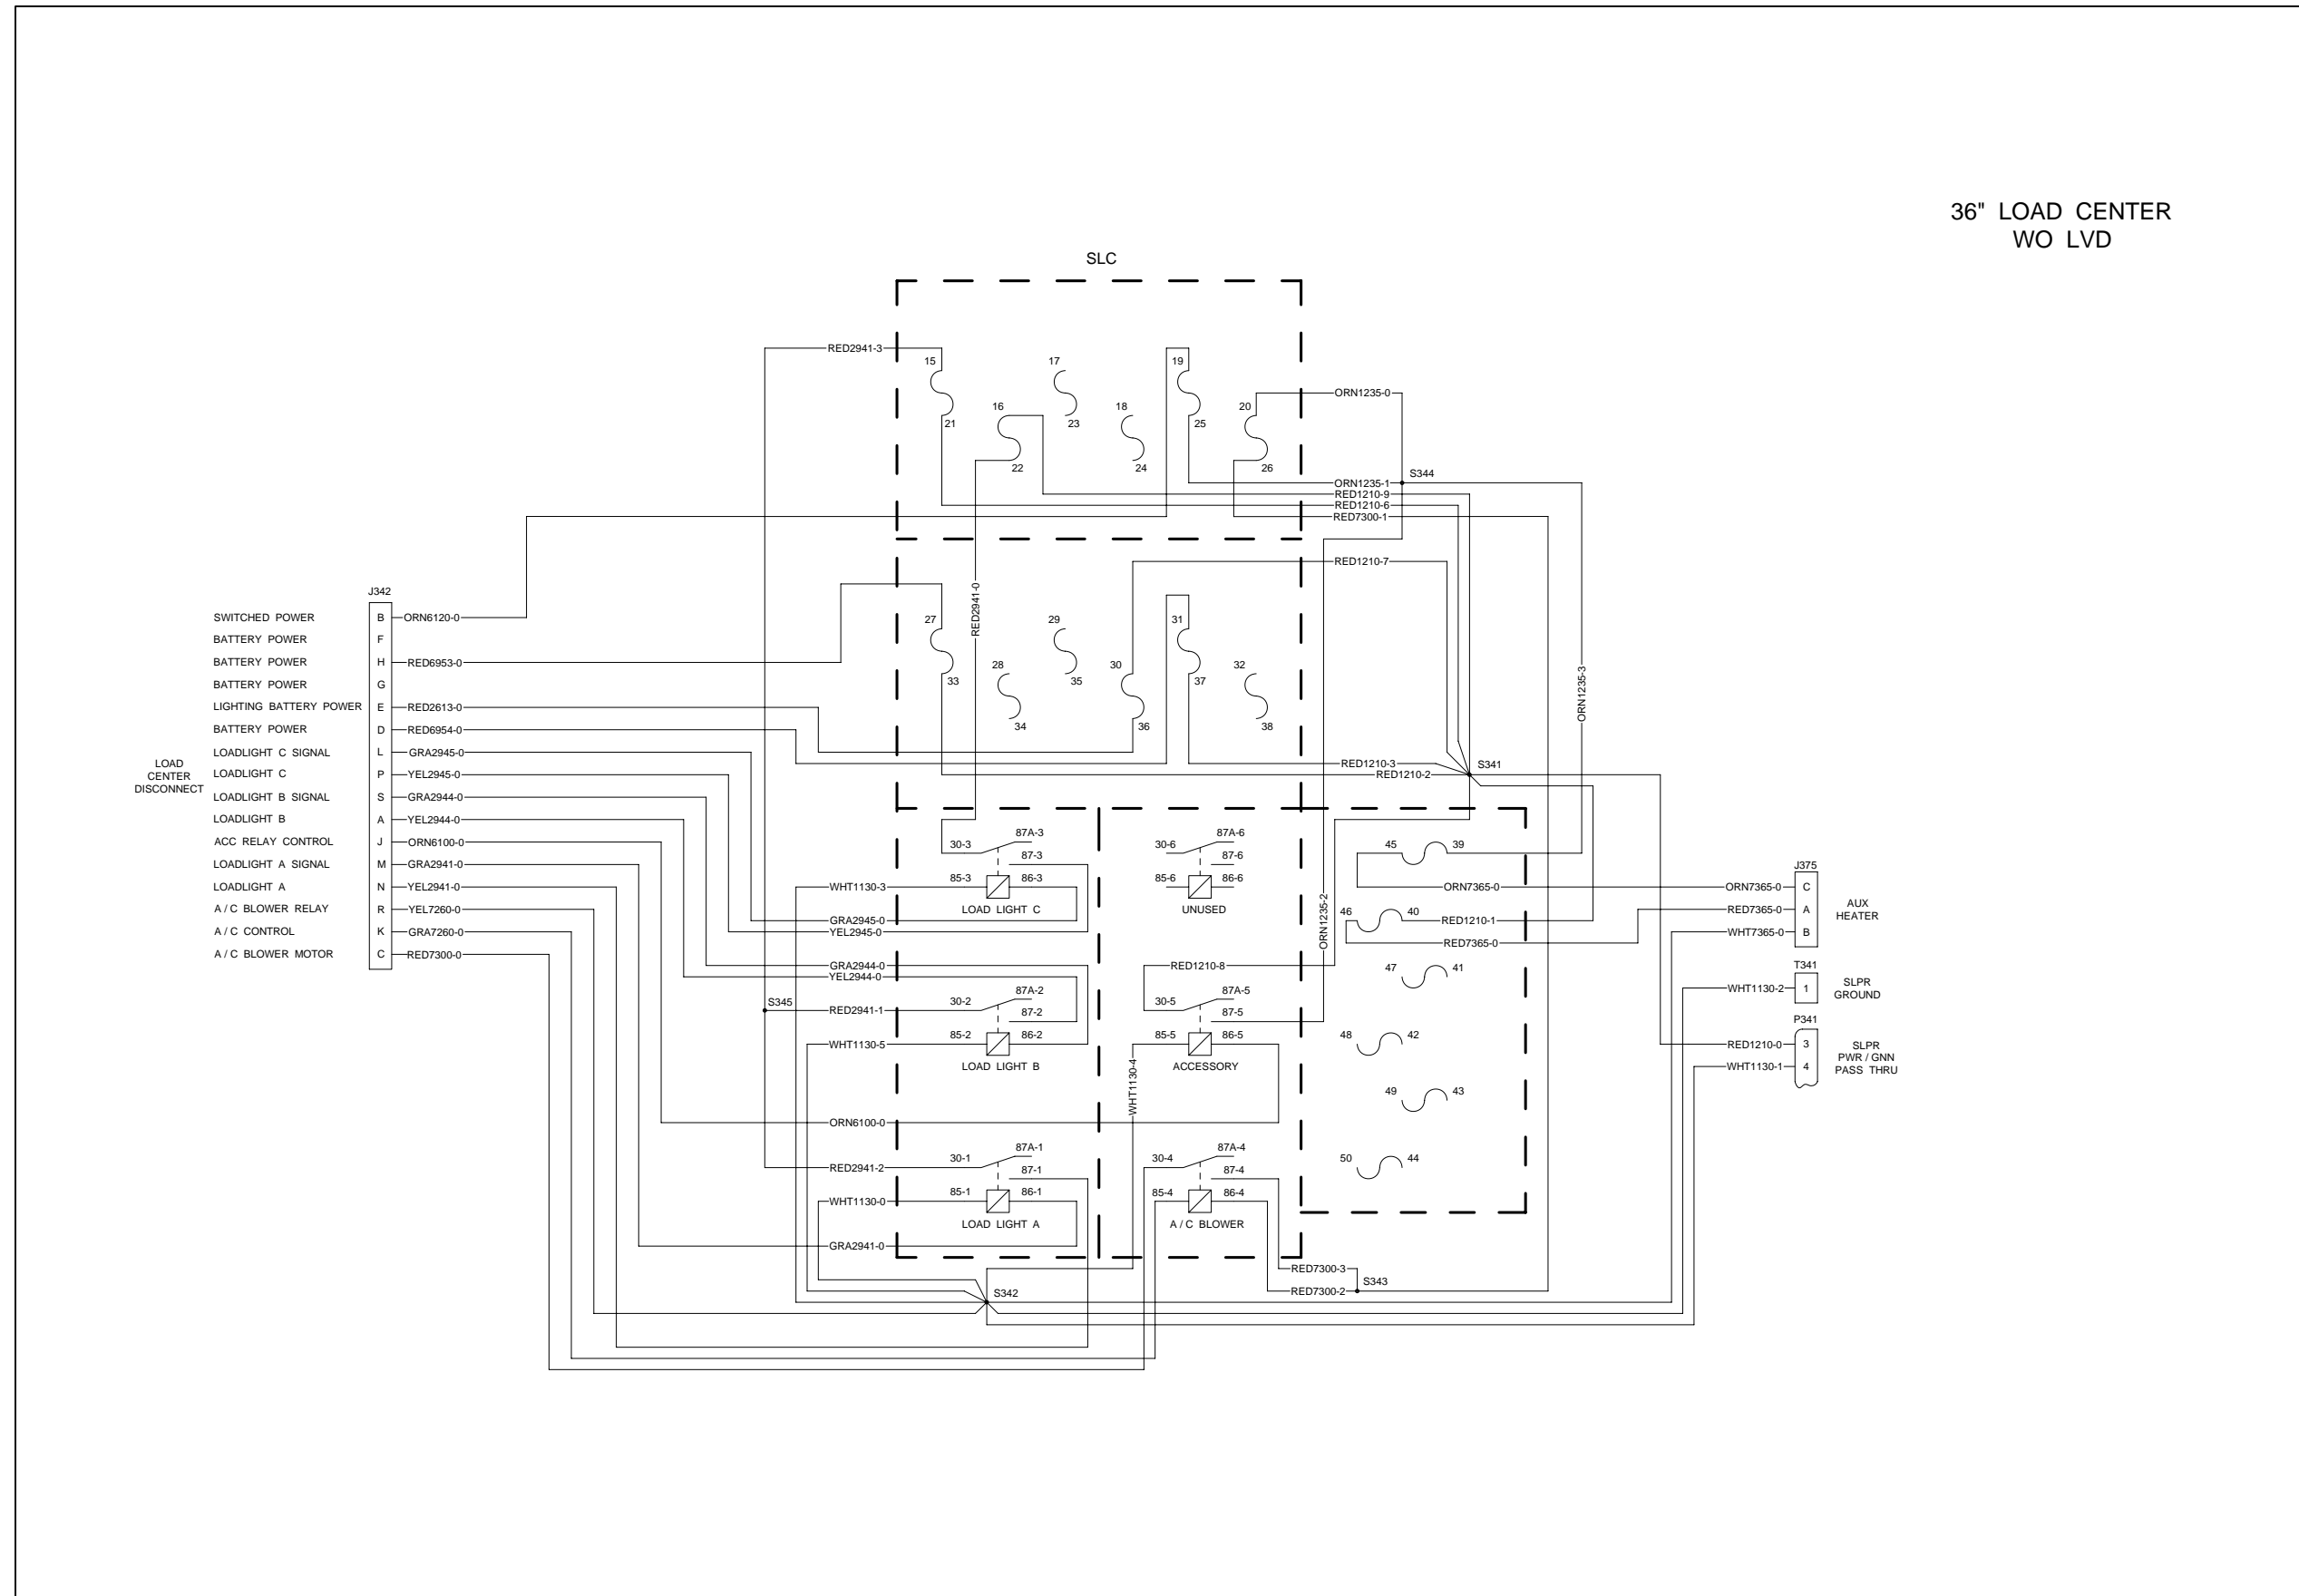 36" LOAD CENTER
WO LVD
SLC
RED2941-3
15
17
19
ORN1235-0
16
18
20
21
23
25
22
24
26
S344
ORN1235-1
RED1210-9
RED1210-6
RED7300-1
RED1210-7
RED2941-0
J342
SWITCHED POWER B ORN6120-0
BATTERY POWER F
BATTERY POWER H RED6953-0
BATTERY POWER G
LIGHTING BATTERY POWER E RED2613-0
BATTERY POWER D RED6954-0
LOADLIGHT C SIGNAL L GRA2945-0
LOADLIGHT C P YEL2945-0
LOADLIGHT B SIGNAL S GRA2944-0
LOADLIGHT B A YEL2944-0
ACC RELAY CONTROL J ORN6100-0
LOADLIGHT A SIGNAL M GRA2941-0
LOADLIGHT A N YEL2941-0
A / C BLOWER RELAY R YEL7260-0
A / C CONTROL K GRA7260-0
A / C BLOWER MOTOR C RED7300-0
LOAD
CENTER
DISCONNECT
27
29
31
28
30
32
33
35
37
34
36
38
ORN1235-3
RED1210-3
S341
RED1210-2
30-3
87A-3
87-3
85-3
86-3
LOAD LIGHT C
WHT1130-3
GRA2945-0
YEL2945-0
30-6
87A-6
87-6
85-6
86-6
UNUSED
ORN1235-2
45
39
ORN7365-0
46
40
RED1210-1
RED7365-0
47
41
48
42
49
43
50
44
J375
ORN7365-0 C
RED7365-0 A
WHT7365-0 B
AUX
HEATER
T341
WHT1130-2 1
SLPR
GROUND
P341
RED1210-0 3
WHT1130-1 4
SLPR
PWR / GNN
PASS THRU
GRA2944-0
YEL2944-0
S345
RED2941-1
30-2
87A-2
87-2
WHT1130-5
85-2
86-2
LOAD LIGHT B
RED1210-8
30-5
87A-5
87-5
85-5
86-5
ACCESSORY
WHT1130-4
ORN6100-0
RED2941-2
30-1
87A-1
87-1
WHT1130-0
85-1
86-1
LOAD LIGHT A
GRA2941-0
30-4
87A-4
87-4
85-4
86-4
A / C BLOWER
RED7300-3
S343
RED7300-2
S342